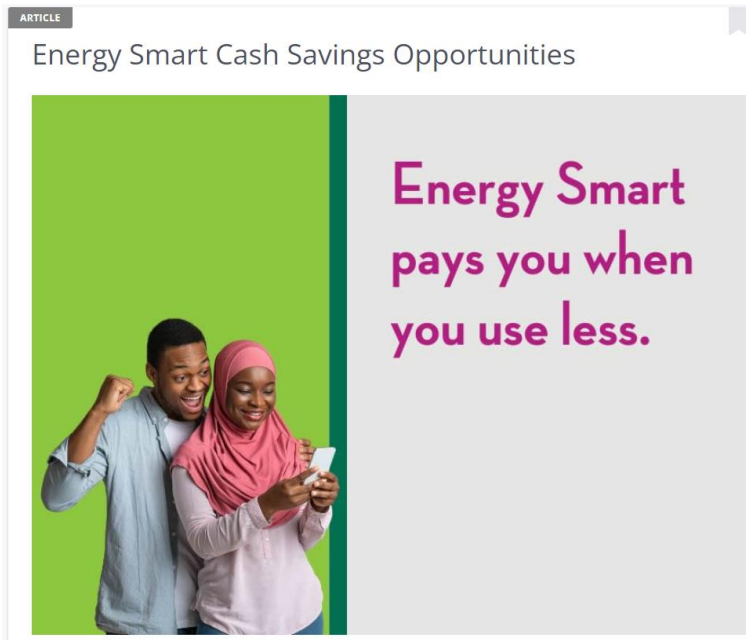 ARTICLE
Energy Smart Cash Savings Opportunities
Energy Smart
pays you when
you use less.